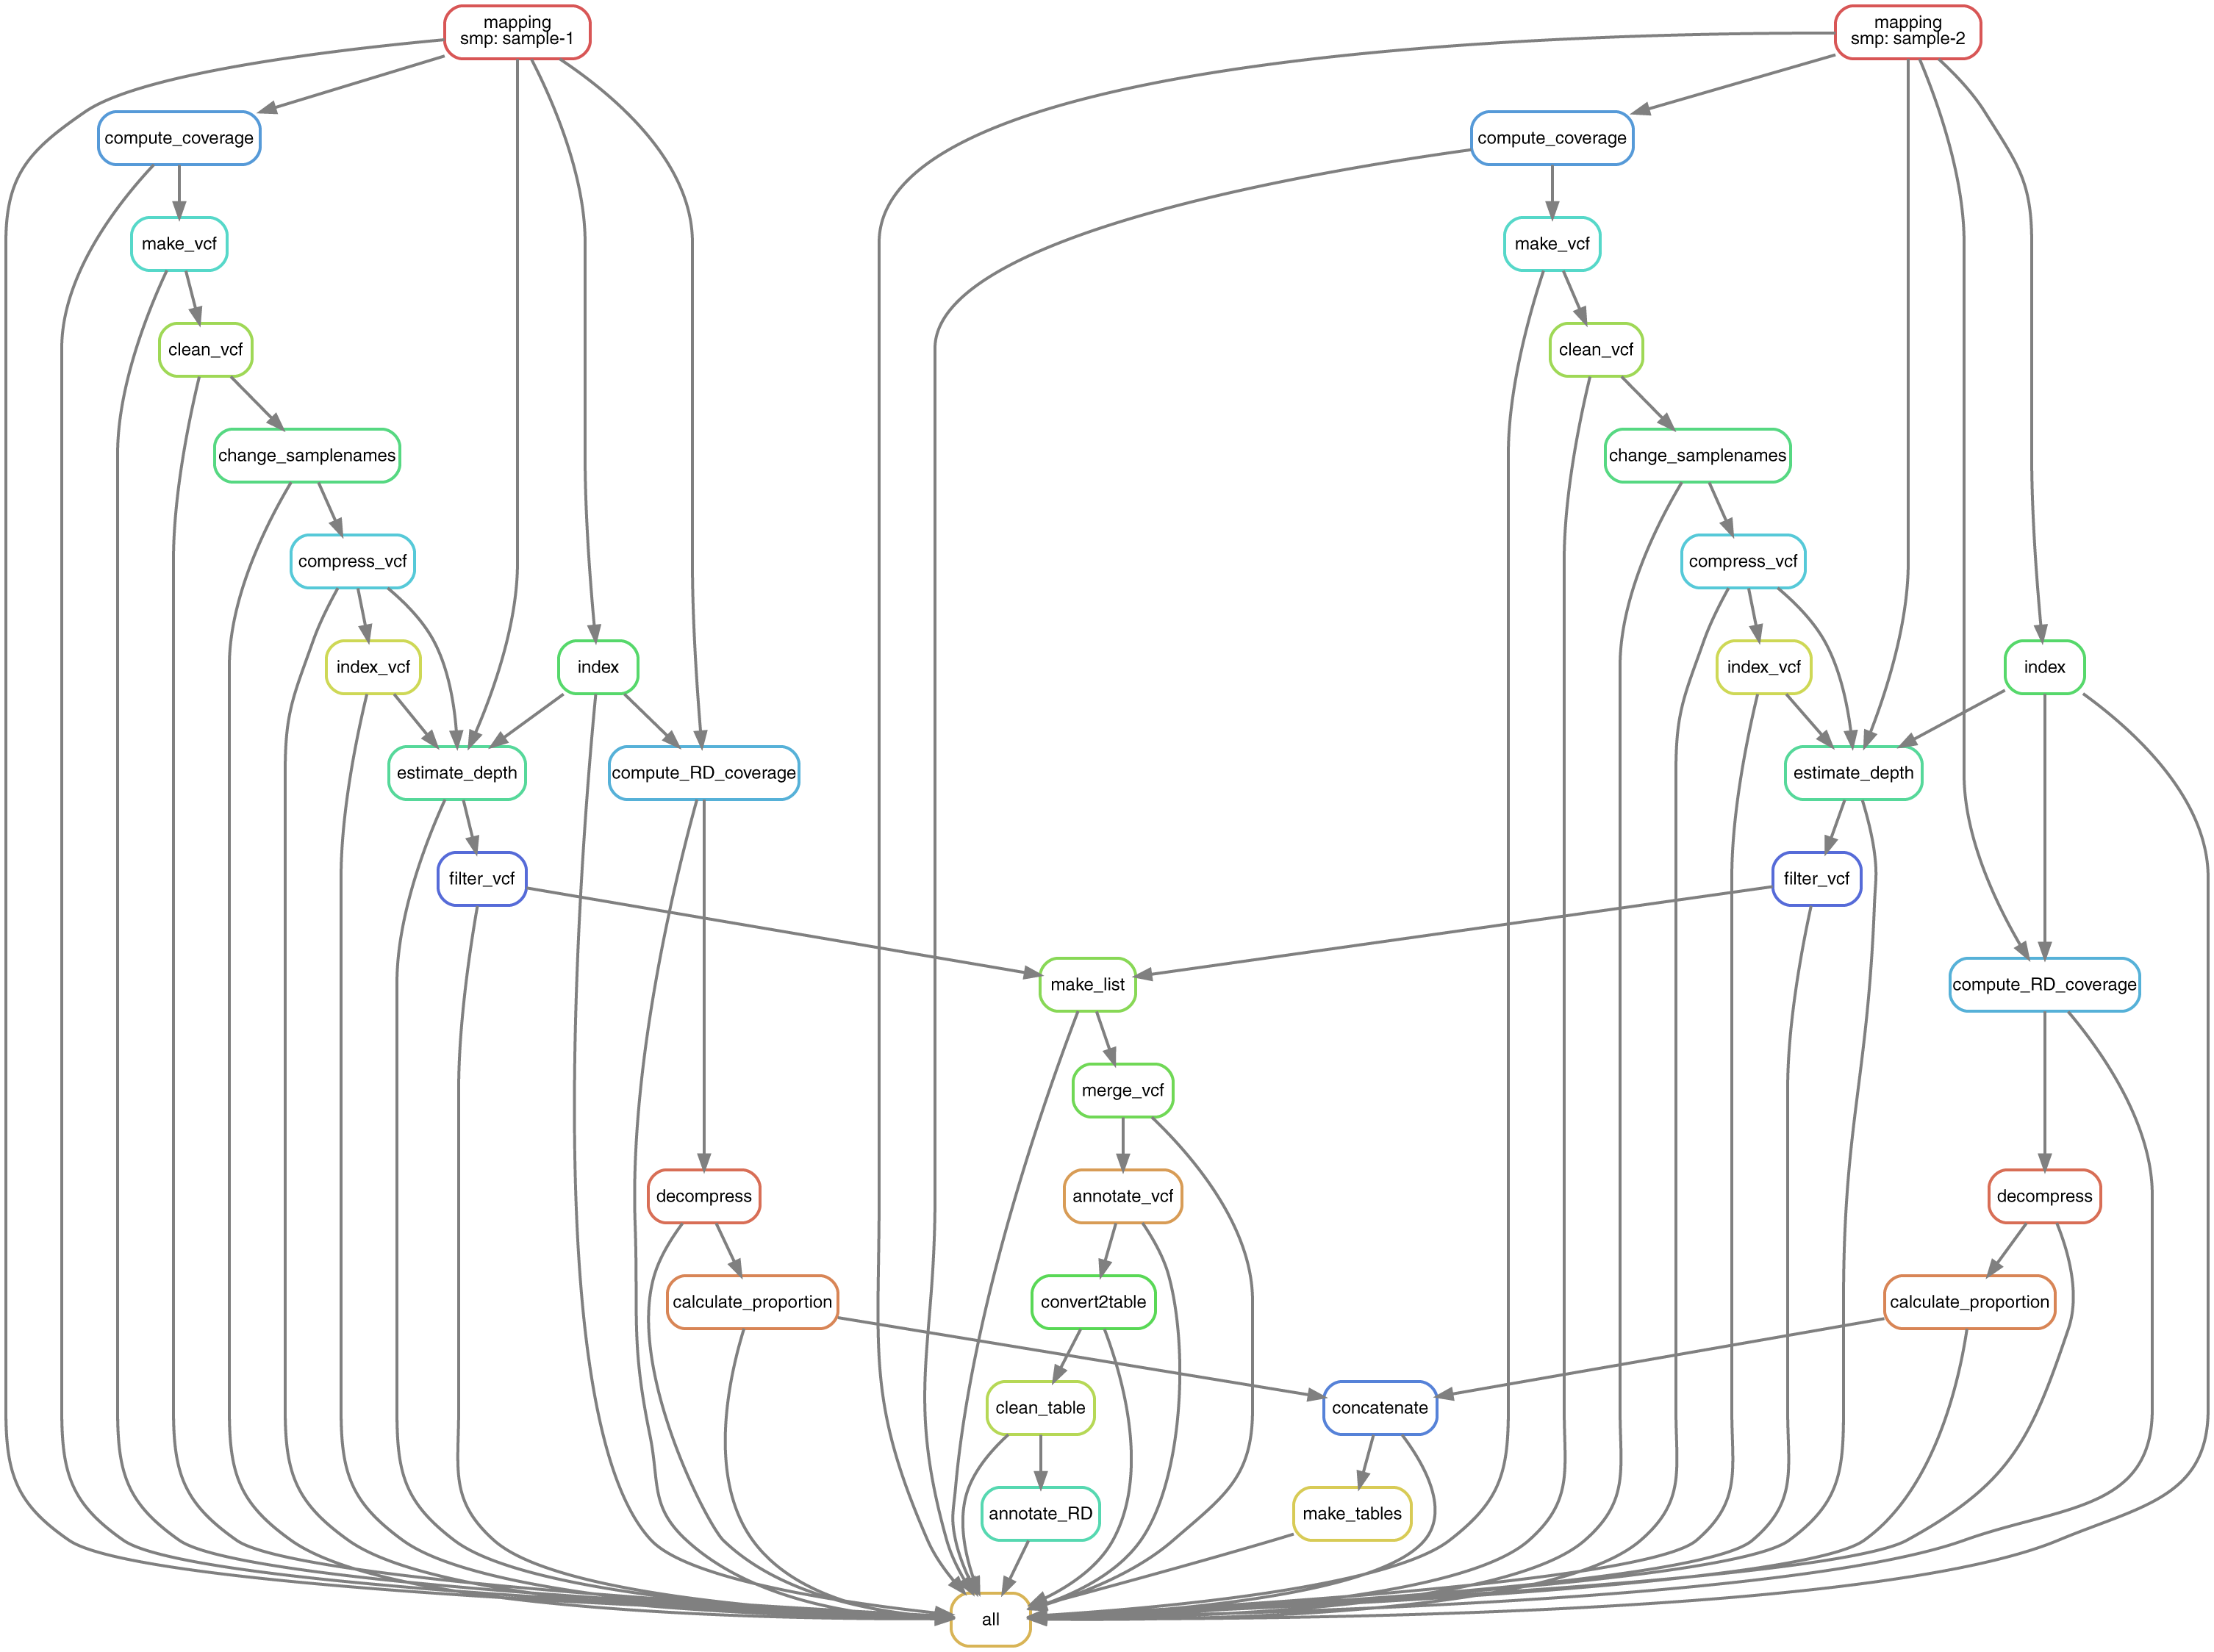 mapping
smp: sample-1
mapping
smp: sample-2
compute_coverage
compute_coverage
make_vcf
make_vcf
clean_vcf
clean_vcf
change_samplenames
change_samplenames
compress_vcf
compress_vcf
index_vcf
index
index_vcf
index
estimate_depth
compute_RD_coverage
estimate_depth
filter_vcf
filter_vcf
make_list
compute_RD_coverage
merge_vcf
decompress
annotate_vcf
decompress
calculate_proportion
convert2table
calculate_proportion
clean_table
concatenate
annotate_RD
make_tables
all